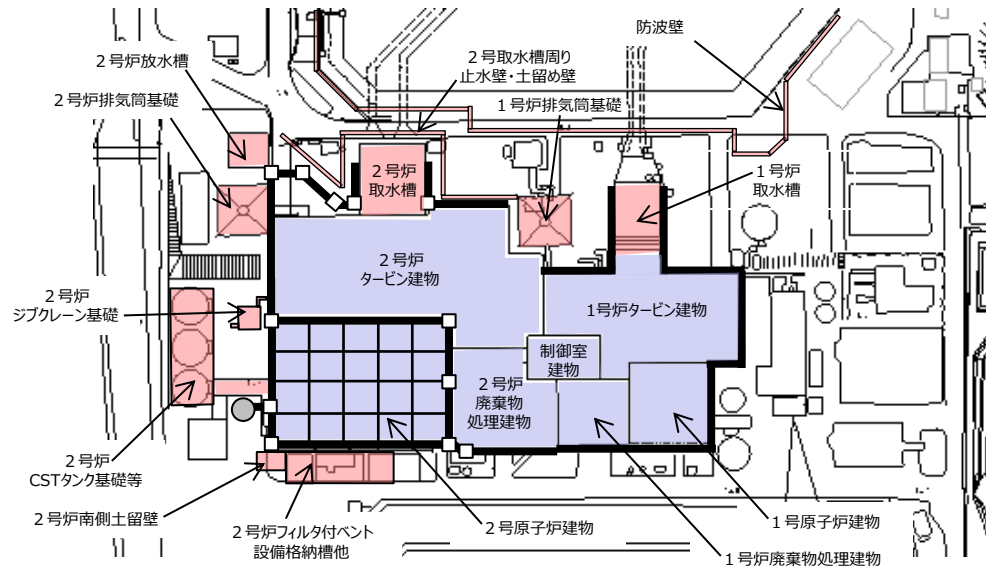 防波壁
２号炉放水槽
２号取水槽周り
止水壁・土留め壁
２号炉排気筒基礎
１号炉排気筒基礎
２号炉
取水槽
１号炉
取水槽
２号炉
タービン建物
２号炉
ジブクレーン基礎
１号炉タービン建物
制御室
建物
２号炉
廃棄物
処理建物
２号炉
CSTタンク基礎等
２号炉南側土留壁
２号炉フィルタ付ベント
設備格納槽他
２号原子炉建物
１号原子炉建物
１号炉廃棄物処理建物